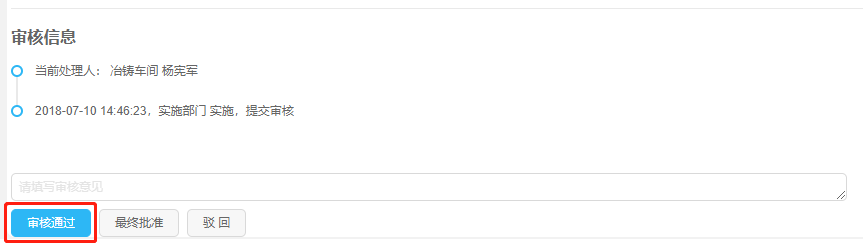 审核信息
当前处理人： 冶铸车间 杨宪军
2018-07-10 14:46:23，实施部门 实施，提交审核
请填写审核意见
审核通过 最终批准 驳 回